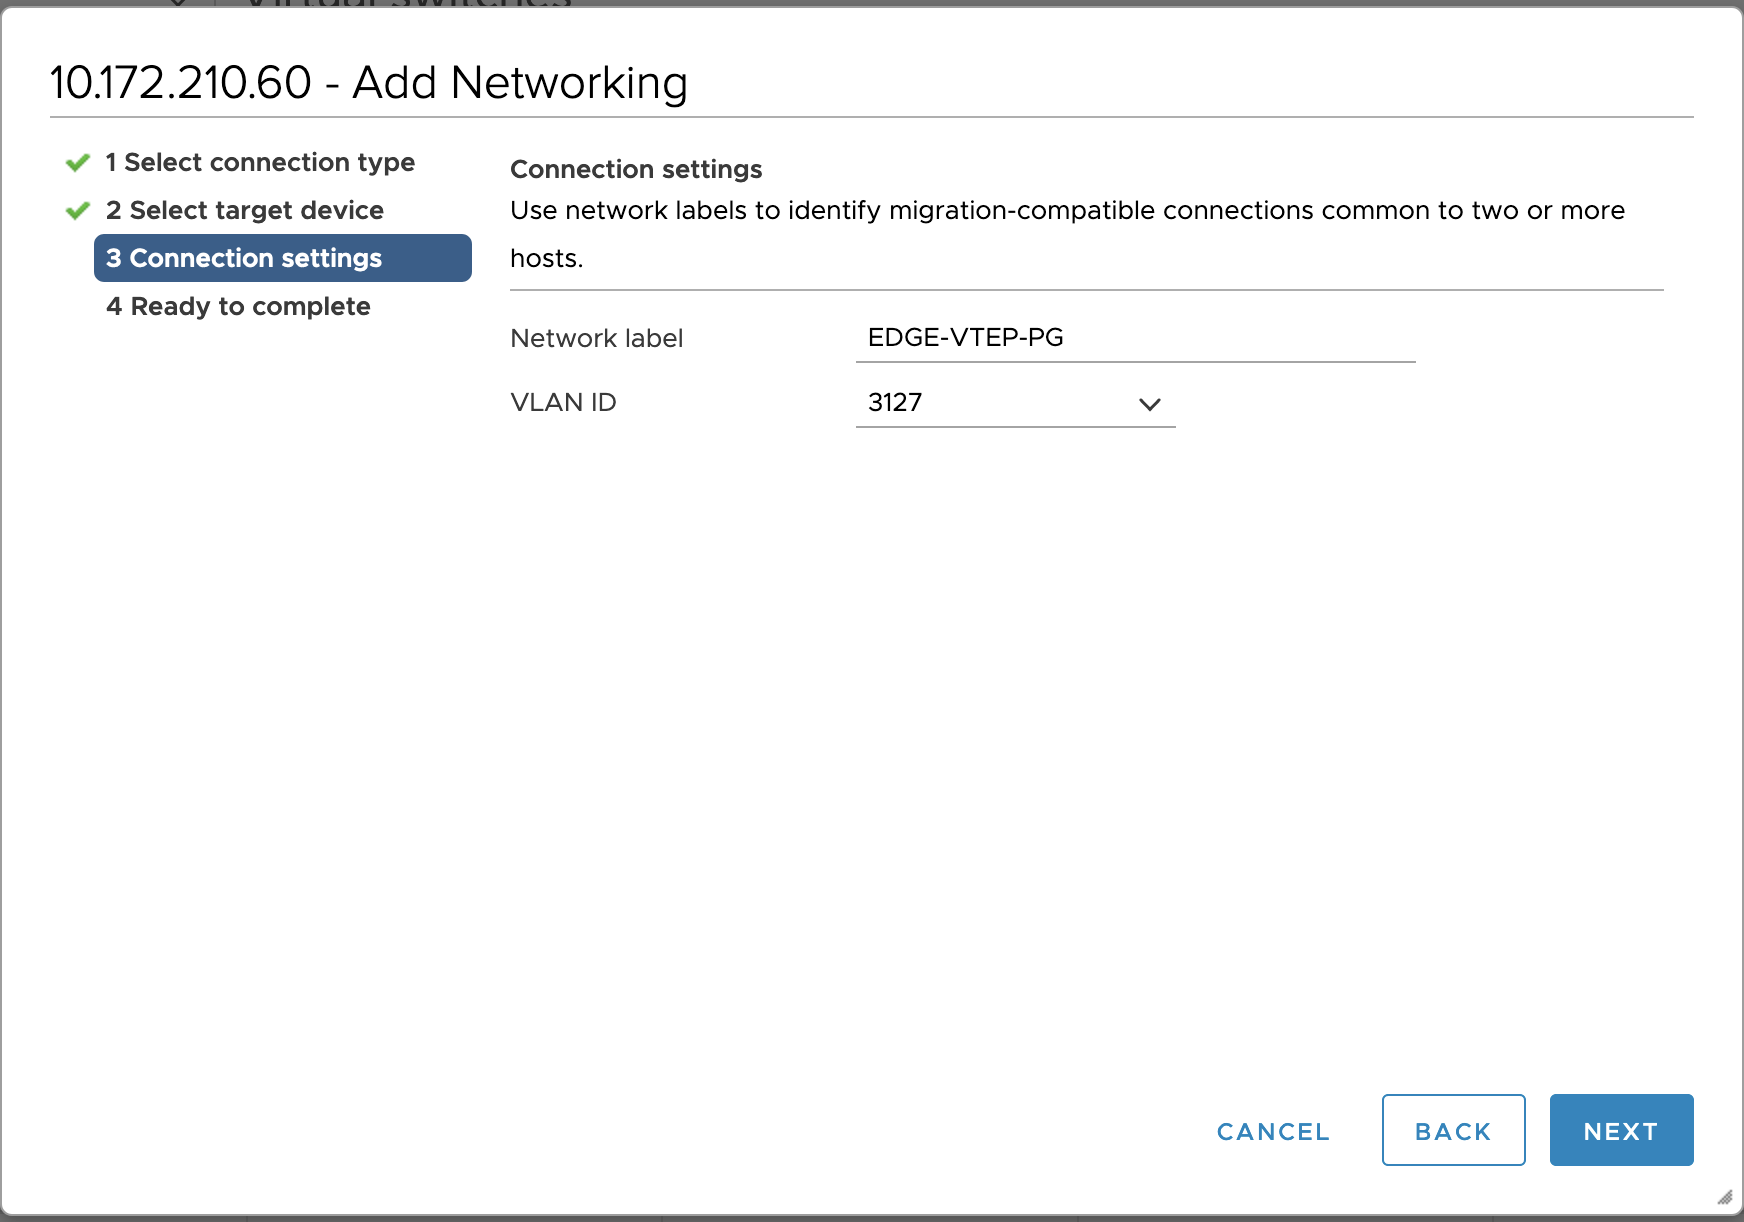 Virtual switches
10.172.210.60 - Add Networking
1 Select connection type
2 Select target device
3 Connection settings
4 Ready to complete
Connection settings
Use network labels to identify migration-compatible connections common to two or more
hosts.
Network label
EDGE-VTEP-PG
VLAN ID
3127
CANCEL
BACK
NEXT